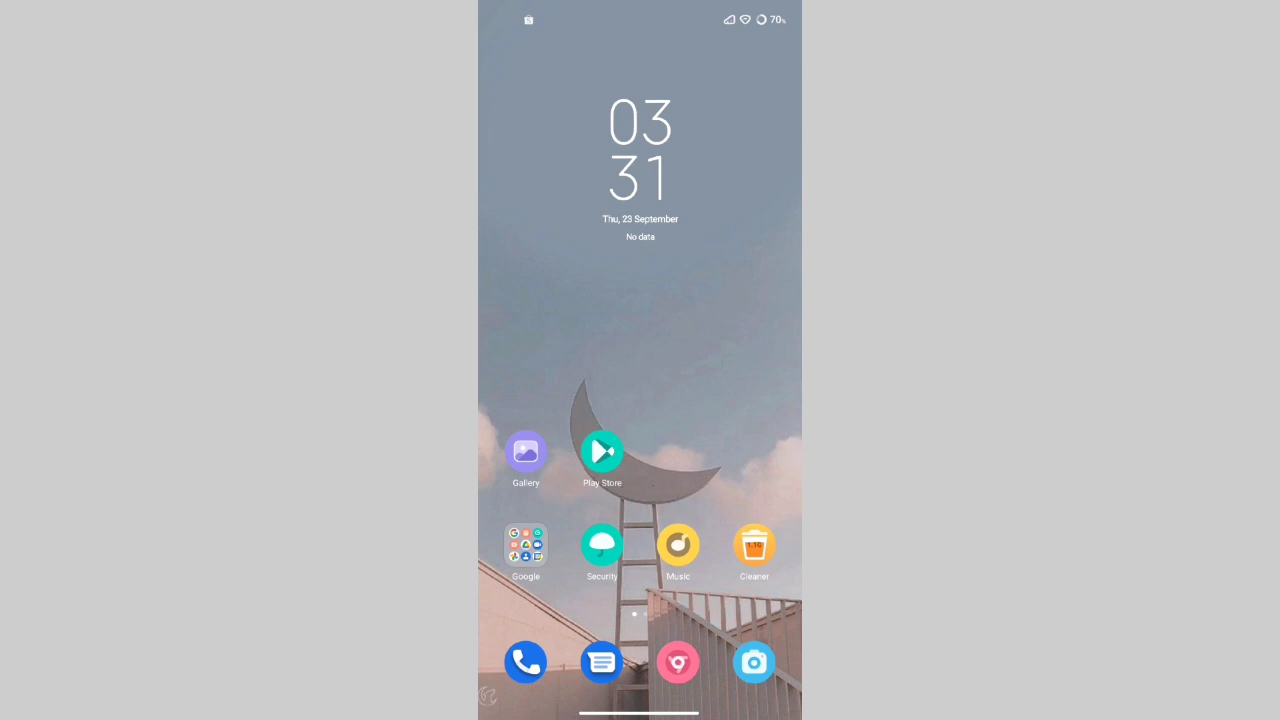 70%
03
31
Thu, 23 September
No data
Gallery
Play Store
Google
Security
Music
Cleaner